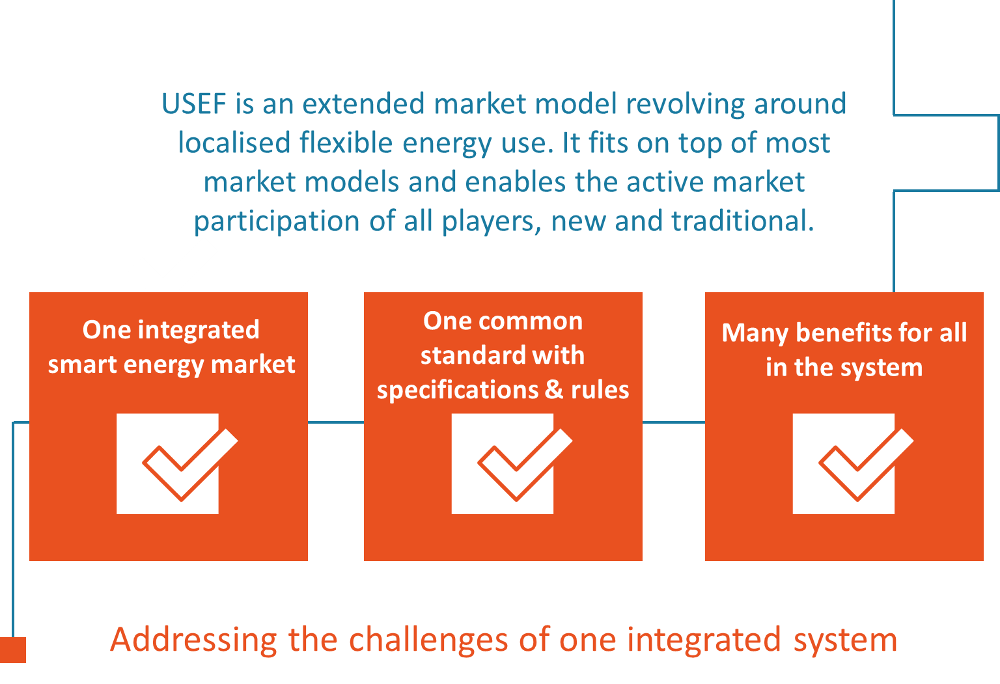 USEF is an extended market model revolving around
localised flexible energy use. It fits on top of most
market models and enables the active market
participation of all players, new and traditional.
One integrated
smart energy market
One common
standard with
specifications & rules
Many benefits for all
in the system
Addressing the challenges of one integrated system